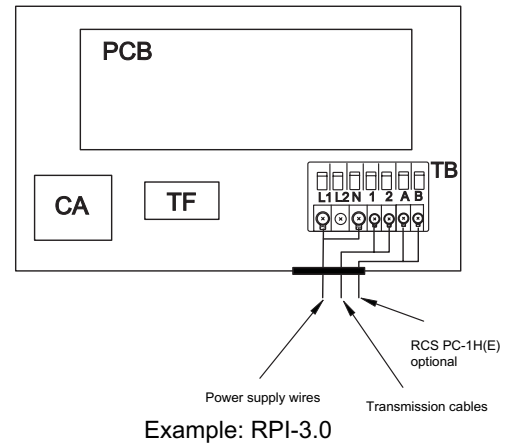 PCB
TB
L1 L2 N 1 2 A B
CA
TF
RCS PC-1H(E)
optional
Power supply wires
Transmission cables
Example: RPI-3.0